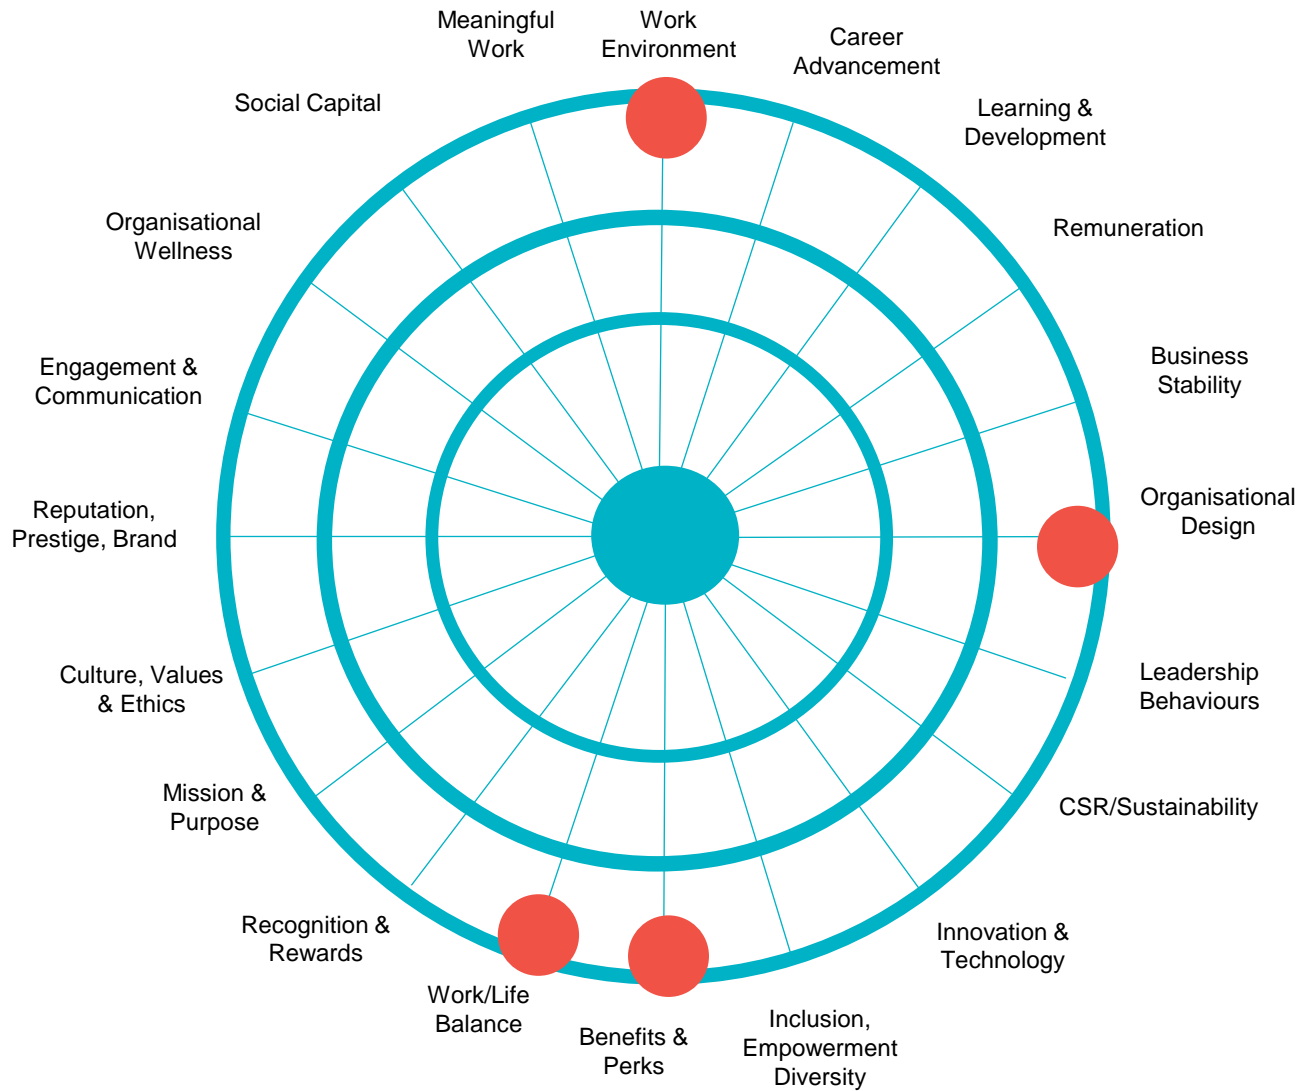 Meaningful
Work
Work
Environment
Career
Advancement
Learning &
Development
Remuneration
Business
Stability
Organisational
Design
Leadership
Behaviours
CSR/Sustainability
Innovation &
Technology
Inclusion,
Empowerment
Diversity
Benefits &
Perks
Work/Life
Balance
Recognition &
Rewards
Mission &
Purpose
Culture, Values
& Ethics
Reputation,
Prestige, Brand
Engagement &
Communication
Organisational
Wellness
Social Capital